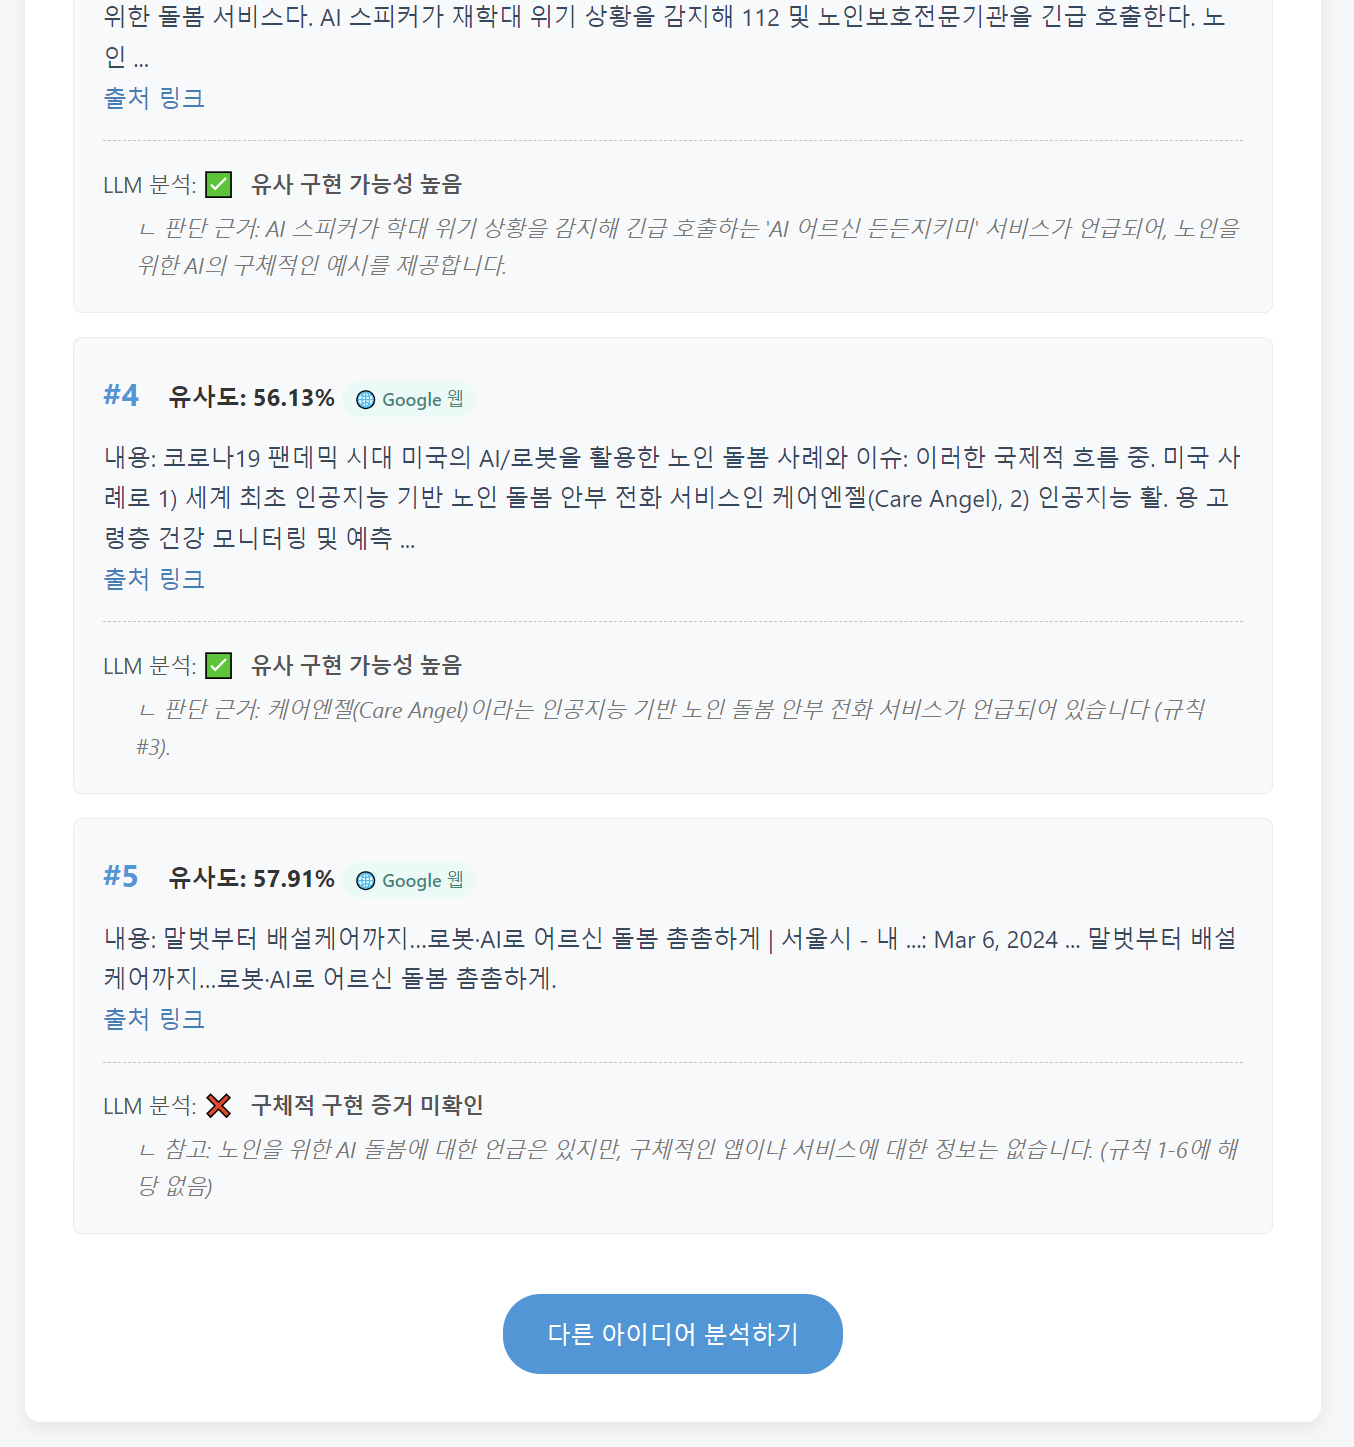 위한 돌봄 서비스다. AI 스피커가 재학대 위기 상황을 감지해 112 및 노인보호전문기관을 긴급 호출한다. 노
인 ...
출처 링크
LLM 분석: ✅ 유사 구현 가능성 높음
ㄴ 판단 근거: AI 스피커가 학대 위기 상황을 감지해 긴급 호출하는 'AI 어르신 든든지키미' 서비스가 언급되어, 노인을
위한 AI의 구체적인 예시를 제공합니다.
#4 유사도: 56.13% Google 웹
내용: 코로나19 팬데믹 시대 미국의 AI/로봇을 활용한 노인 돌봄 사례와 이슈: 이러한 국제적 흐름 중. 미국 사
례로 1) 세계 최초 인공지능 기반 노인 돌봄 안부 전화 서비스인 케어엔젤(Care Angel), 2) 인공지능 활. 용 고
령층 건강 모니터링 및 예측 ...
출처 링크
LLM 분석: ✅ 유사 구현 가능성 높음
ㄴ 판단 근거: 케어엔젤(Care Angel)이라는 인공지능 기반 노인 돌봄 안부 전화 서비스가 언급되어 있습니다 (규칙
#3).
#5 유사도: 57.91% Google 웹
내용: 말벗부터 배설케어까지…로봇·AI로 어르신 돌봄 촘촘하게 | 서울시 - 내 ...: Mar 6, 2024 ... 말벗부터 배설
케어까지…로봇·AI로 어르신 돌봄 촘촘하게.
출처 링크
LLM 분석: ❌ 구체적 구현 증거 미확인
ㄴ 참고: 노인을 위한 AI 돌봄에 대한 언급은 있지만, 구체적인 앱이나 서비스에 대한 정보는 없습니다. (규칙 1-6에 해
당 없음)
다른 아이디어 분석하기